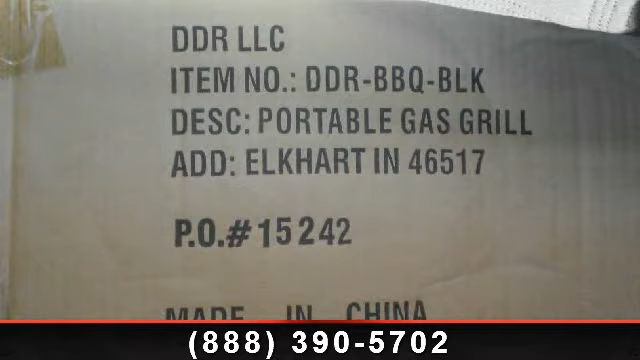 DDR LLC
ITEM NO.: DDR-BBQ-BLK
DESC: PORTABLE GAS GRILL
ADD: ELKHART IN 46517
P.O.#15242
MADE IN CHINA
(888) 390-5702